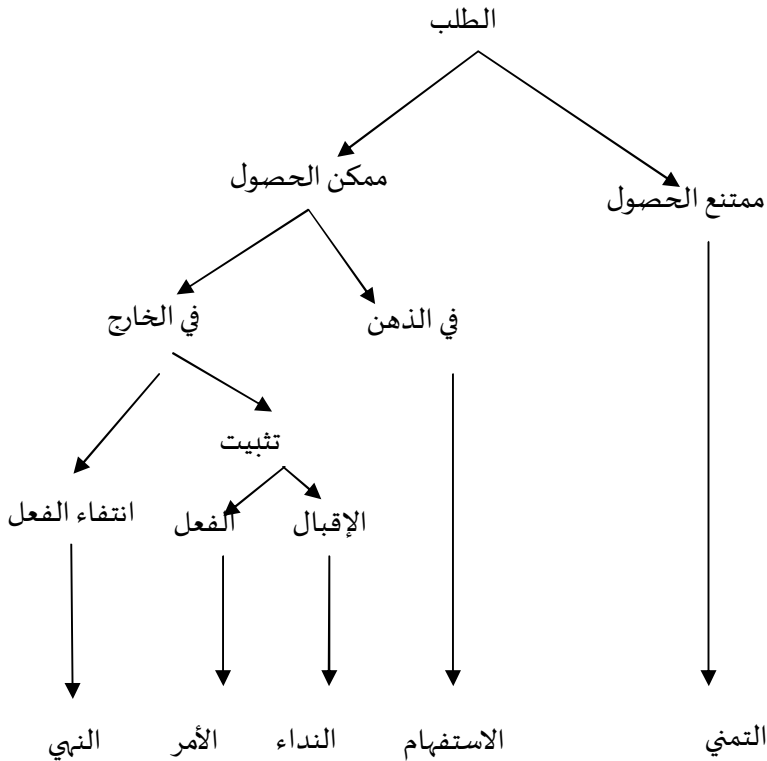 الطلب
ممكن الحصول
ممتنع الحصول
في الخارج
في الذهن
تثبيت
انتفاء الفعل
الفعل
الإقبال
التمني
الاستفهام
النداء
الأمر
النهي